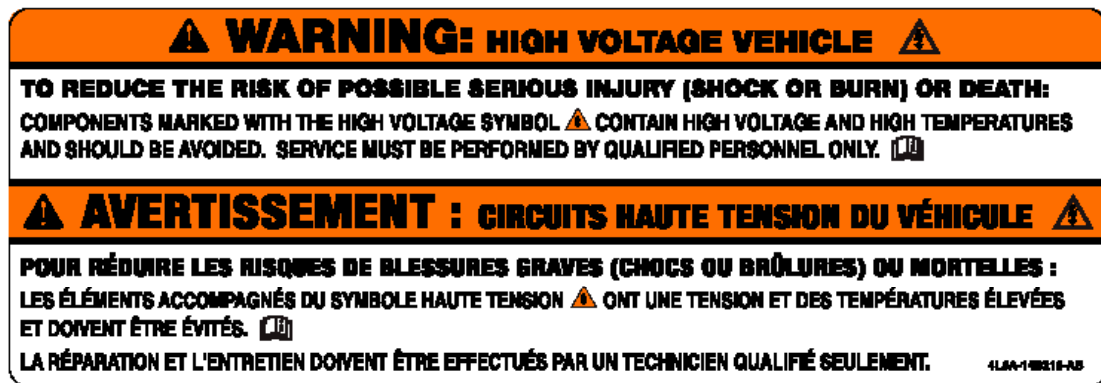 WARNING: HIGH VOLTAGE VEHICLE
TO REDUCE THE RISK OF POSSIBLE SERIOUS INJURY (SHOCK OR BURN) OR DEATH:
COMPONENTS MARKED WITH THE HIGH VOLTAGE SYMBOL CONTAIN HIGH VOLTAGE AND HIGH TEMPERATURES
AND SHOULD BE AVOIDED. SERVICE MUST BE PERFORMED BY QUALIFIED PERSONNEL ONLY.
AVERTISSEMENT : CIRCUITS HAUTE TENSION DU VÉHICULE
POUR RÉDUIRE LES RISQUES DE BLESSURES GRAVES (CHOCS OU BRÛLURES) OU MORTELLES :
LES ÉLÉMENTS ACCOMPAGNÉS DU SYMBOLE HAUTE TENSION ONT UNE TENSION ET DES TEMPÉRATURES ÉLEVÉES
ET DOIVENT ÊTRE ÉVITÉS.
LA RÉPARATION ET L'ENTRETIEN DOIVENT ÊTRE EFFECTUÉS PAR UN TECHNICIEN QUALIFIÉ SEULEMENT.